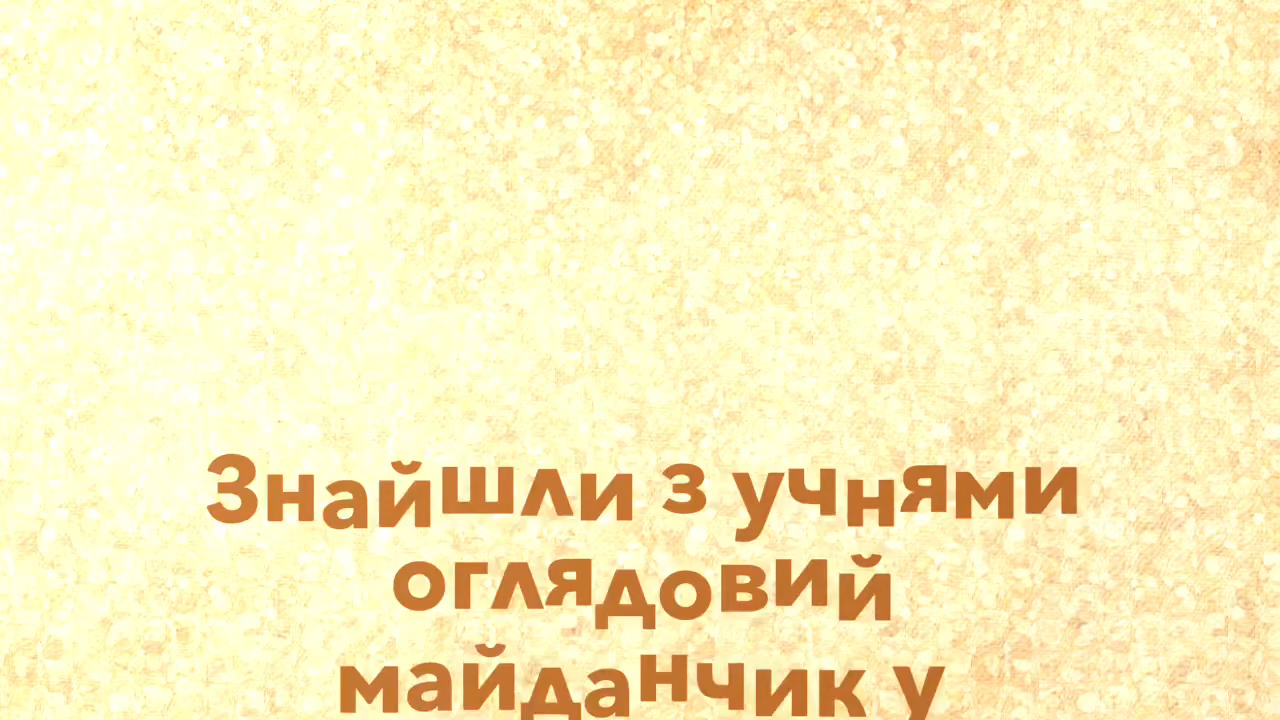 Знайшли з учнями
оглядовий
майданчик у